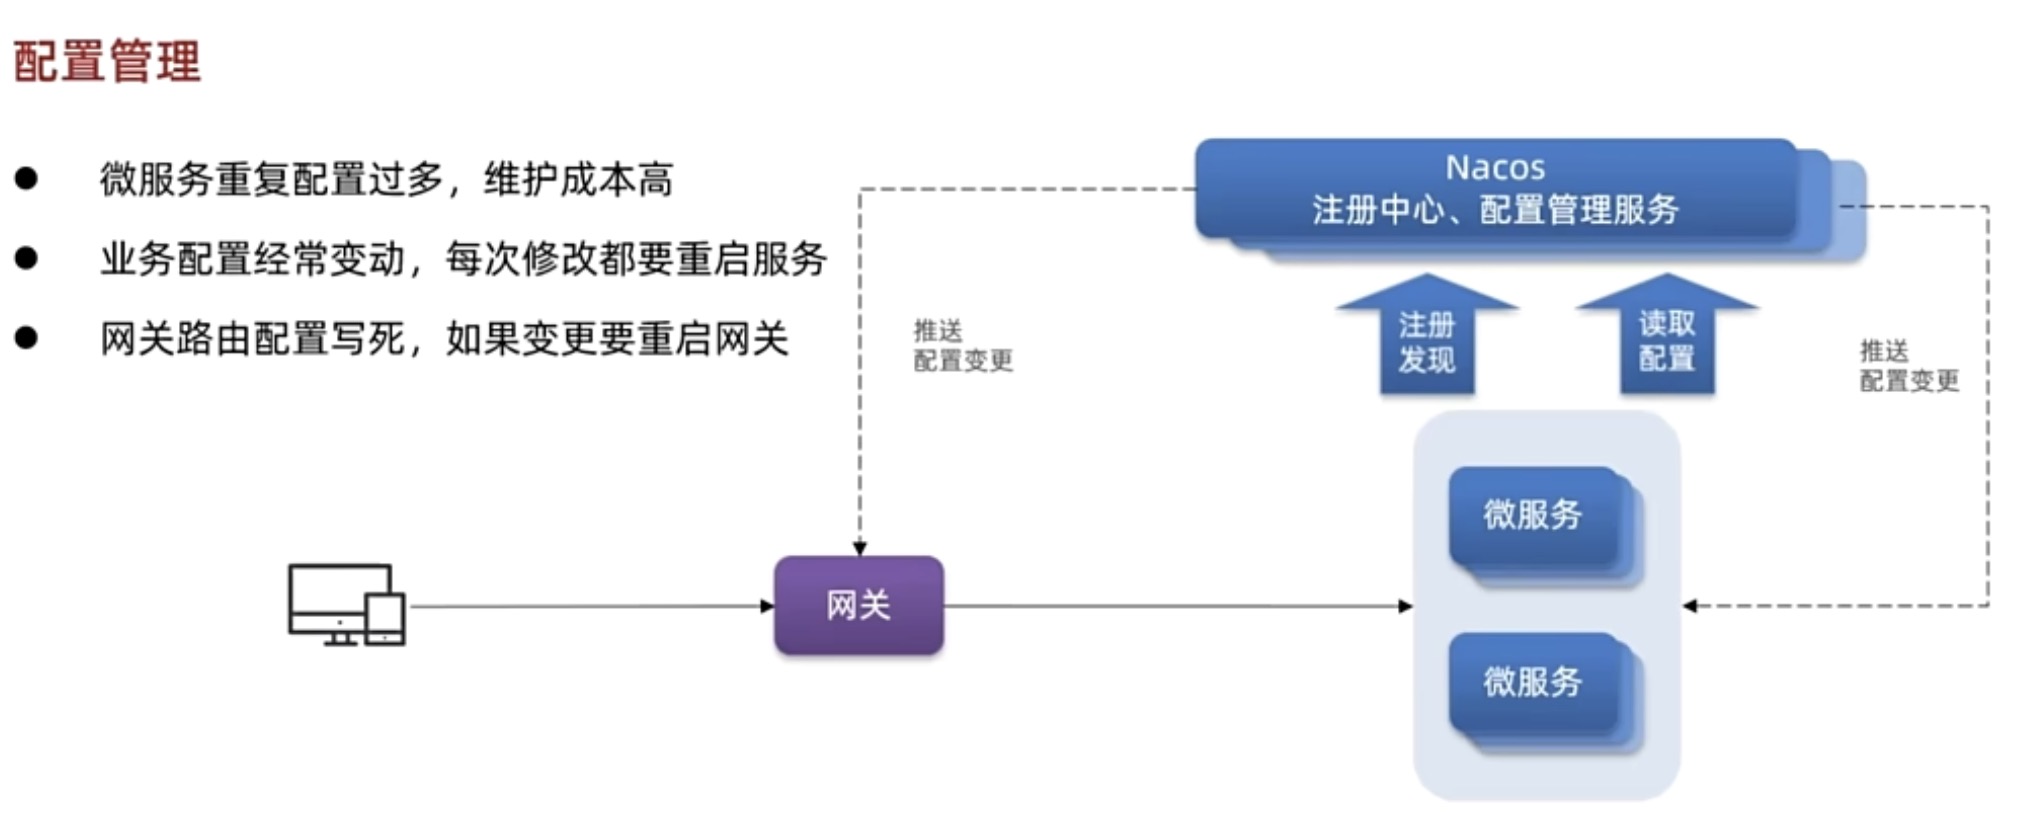 配置管理
微服务重复配置过多，维护成本高
业务配置经常变动，每次修改都要重启服务
网关路由配置写死，如果变更要重启网关
Nacos
注册中心、配置管理服务
推送
配置变更
注册
发现
读取
配置
推送
配置变更
微服务
网关
微服务